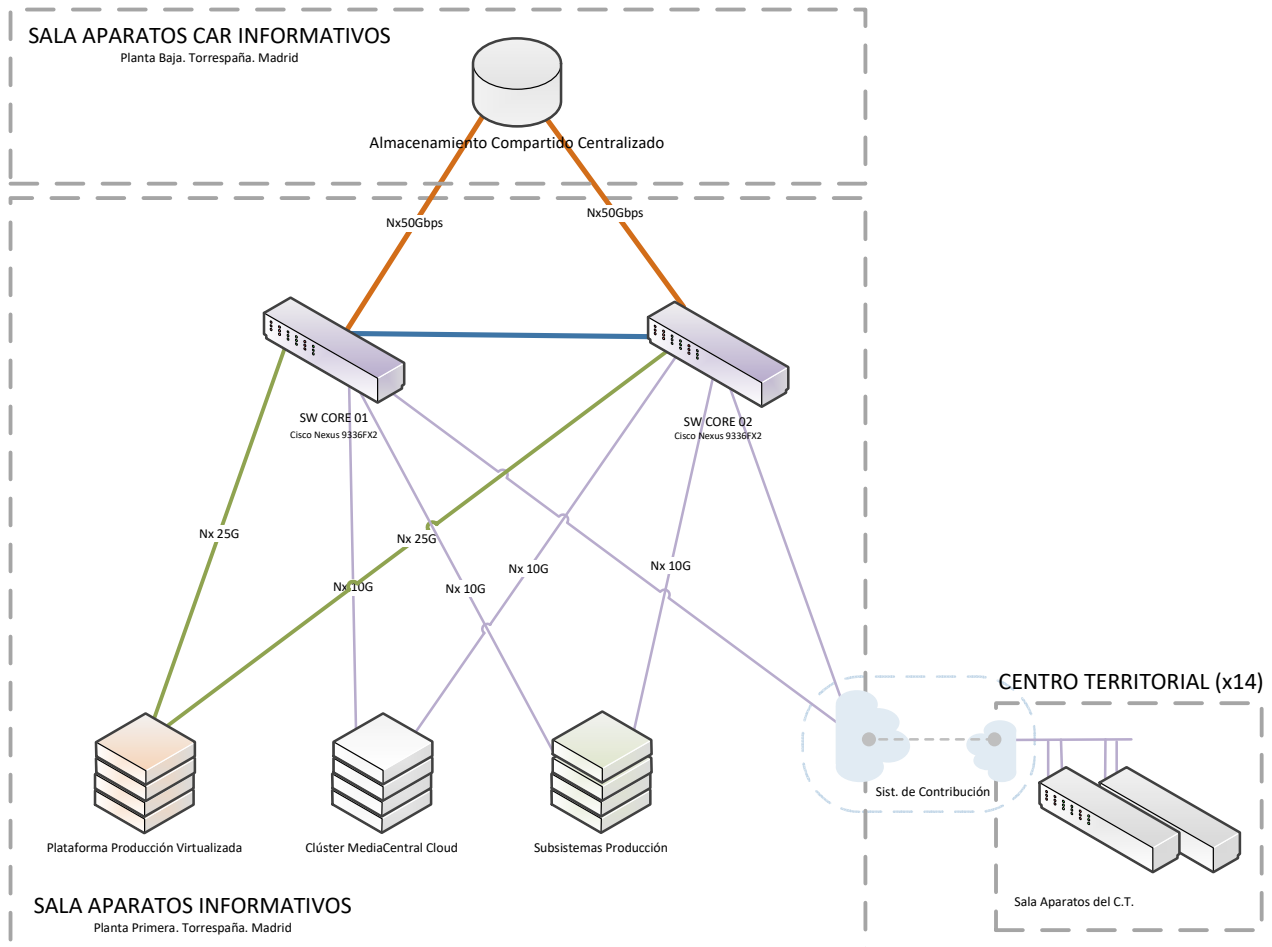 SALA APARATOS CAR INFORMATIVOS
Planta Baja. Torrespaña. Madrid
Almacenamiento Compartido Centralizado
Nx50Gbps
Nx50Gbps
SW CORE 01
Cisco Nexus 9336FX2
SW CORE 02
Cisco Nexus 9336FX2
Nx 25G
Nx 25G
Nx 10G
Nx 10G
Nx 10G
Nx 10G
CENTRO TERRITORIAL (x14)
Sist. de Contribución
Plataforma Producción Virtualizada
Clúster MediaCentral Cloud
Subsistemas Producción
Sala Aparatos del C.T.
SALA APARATOS INFORMATIVOS
Planta Primera. Torrespaña. Madrid